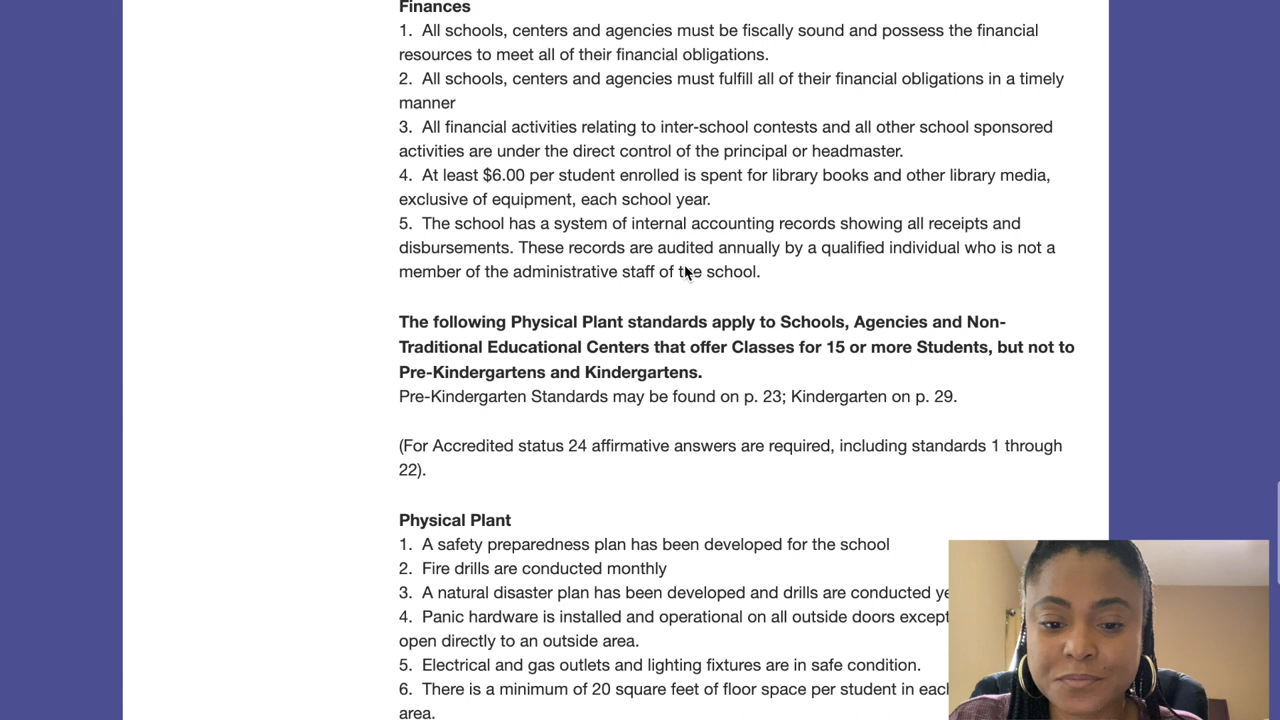 Finances
1. All schools, centers and agencies must be fiscally sound and possess the financial
resources to meet all of their financial obligations.
2. All schools, centers and agencies must fulfill all of their financial obligations in a timely
manner
3. All financial activities relating to inter-school contests and all other school sponsored
activities are under the direct control of the principal or headmaster.
4. At least $6.00 per student enrolled is spent for library books and other library media,
exclusive of equipment, each school year.
5. The school has a system of internal accounting records showing all receipts and
disbursements. These records are audited annually by a qualified individual who is not a
member of the administrative staff of the school.
The following Physical Plant standards apply to Schools, Agencies and Non-
Traditional Educational Centers that offer Classes for 15 or more Students, but not to
Pre-Kindergartens and Kindergartens.
Pre-Kindergarten Standards may be found on p. 23; Kindergarten on p. 29.
(For Accredited status 24 affirmative answers are required, including standards 1 through
22).
Physical Plant
1. A safety preparedness plan has been developed for the school
2. Fire drills are conducted monthly
3. A natural disaster plan has been developed and drills are conducted
4. Panic hardware is installed and operational on all outside doors except
open directly to an outside area.
5. Electrical and gas outlets and lighting fixtures are in safe condition.
6. There is a minimum of 20 square feet of floor space per student in
area.